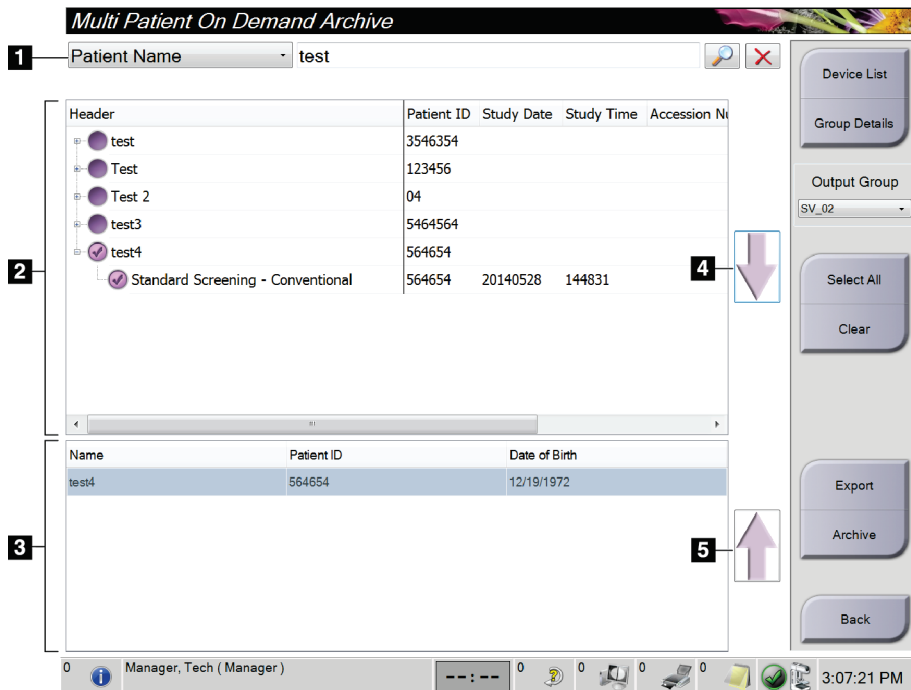 Multi Patient On Demand Archive
1 Patient Name test
Device List
Group Details
Output Group
SV_02
Select All
Clear
Export
Archive
Back
2
Header Patient ID Study Date Study Time Accession Nu
test 3546354
Test 123456
Test 2 04
test3 5464564
test4 564654
Standard Screening - Conventional 564654 20140528 144831
4
3
Name Patient ID Date of Birth
test4 564654 12/19/1972
5
0 Manager, Tech ( Manager ) --:-- 0 0 0 0 3:07:21 PM